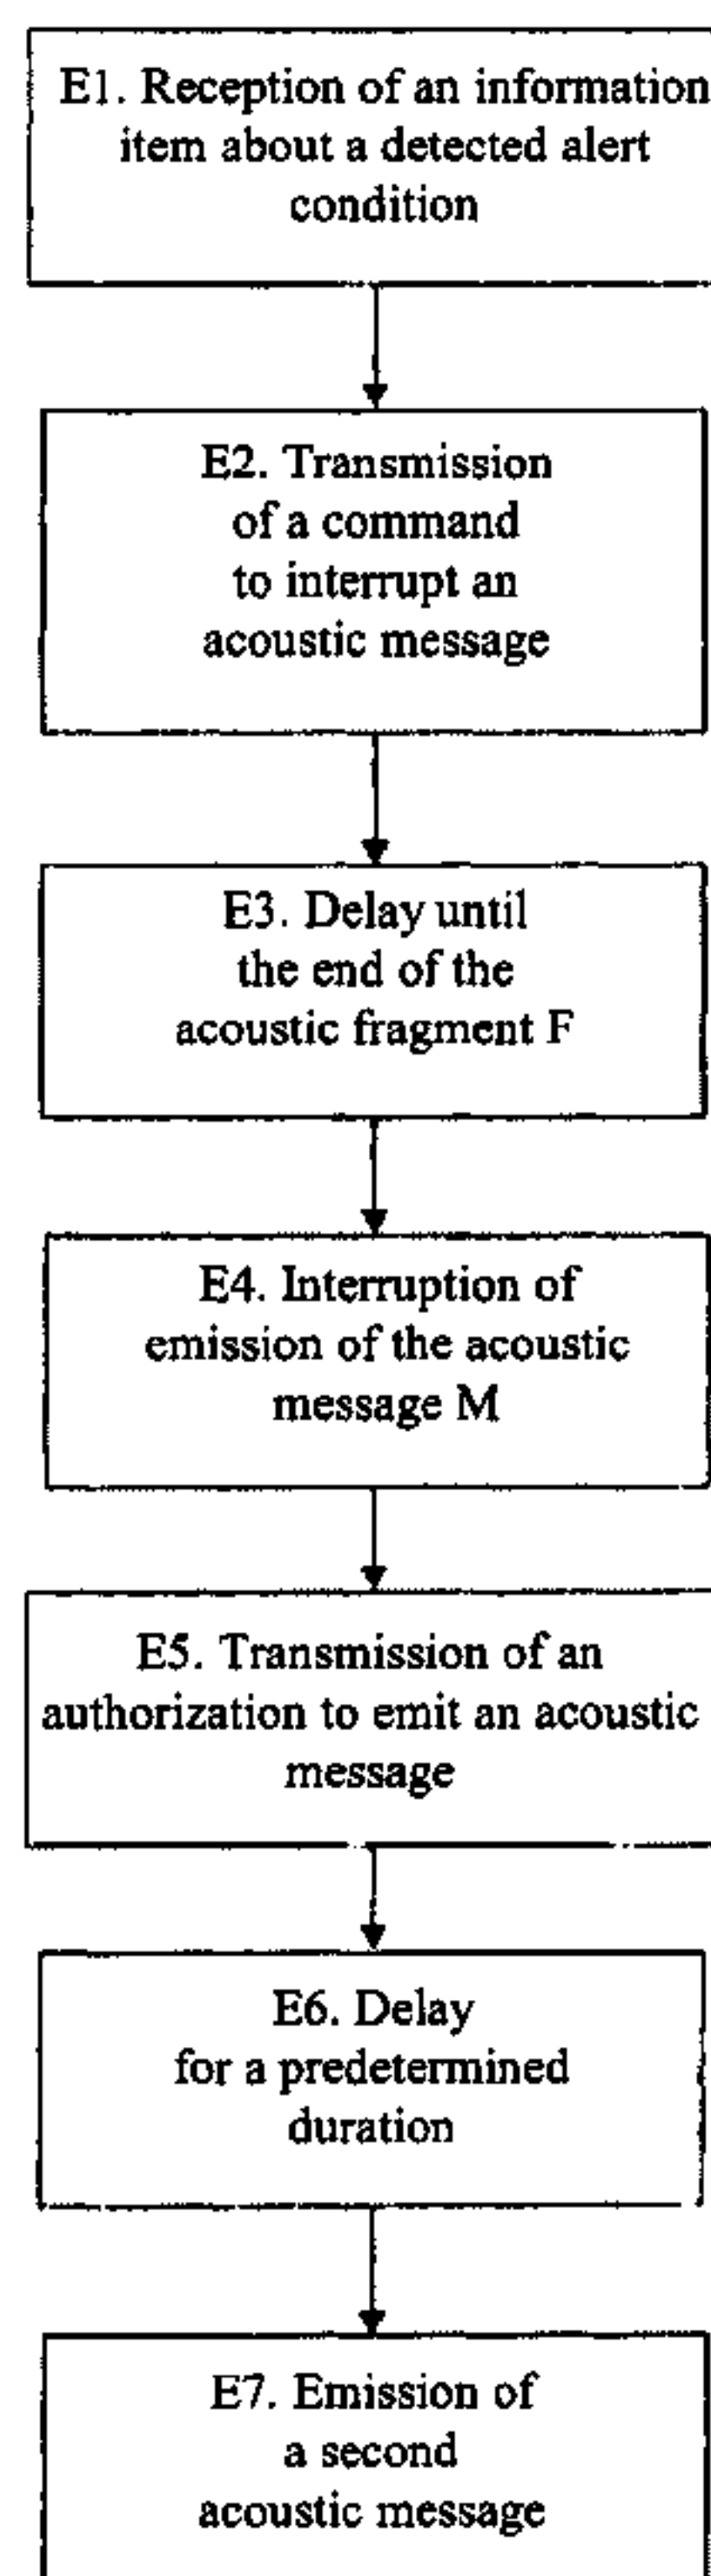 E1. Reception of an information
item about a detected alert
condition
E2. Transmission
of a command
to interrupt an
acoustic message
E3. Delay until
the end of the
acoustic fragment F
E4. Interruption of
emission of the acoustic
message M
E5. Transmission of an
authorization to emit an acoustic
message
E6. Delay
for a predetermined
duration
E7. Emission of
a second
acoustic message